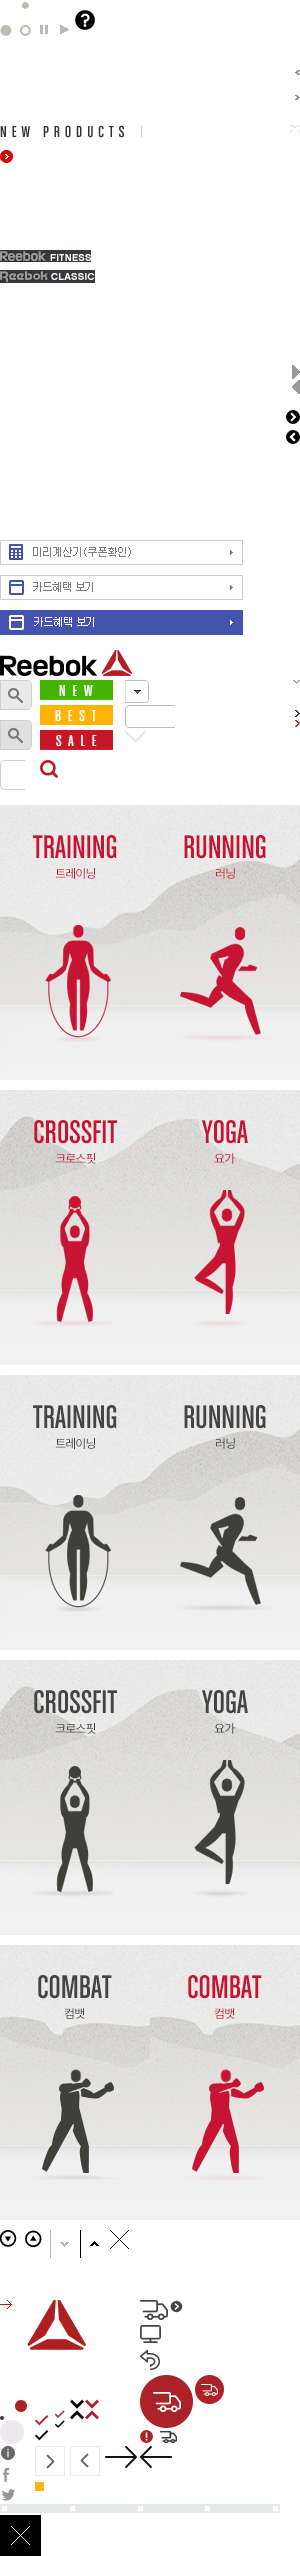 NEW PRODUCTS
Reebok FITNESS
Reebok CLASSIC
미리계산기(쿠폰확인)
카드혜택 보기
카드혜택 보기
Reebok
NEW
BEST
SALE
TRAINING RUNNING
트레이닝 러닝
CROSSFIT YOGA
크로스핏 요가
TRAINING RUNNING
트레이닝 러닝
CROSSFIT YOGA
크로스핏 요가
COMBAT COMBAT
컴뱃 컴뱃